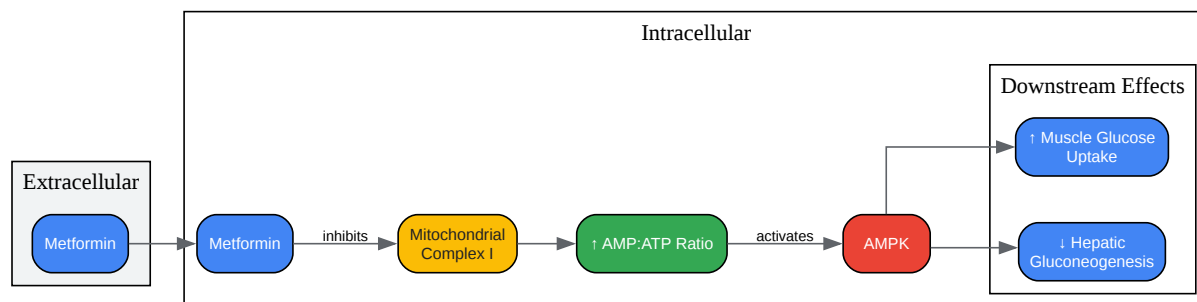 Intracellular
Downstream Effects
↑ Muscle Glucose
Uptake
Extracellular
Metformin
Metformin
inhibits
Mitochondrial
Complex I
↑ AMP:ATP Ratio
activates
AMPK
↓ Hepatic
Gluconeogenesis